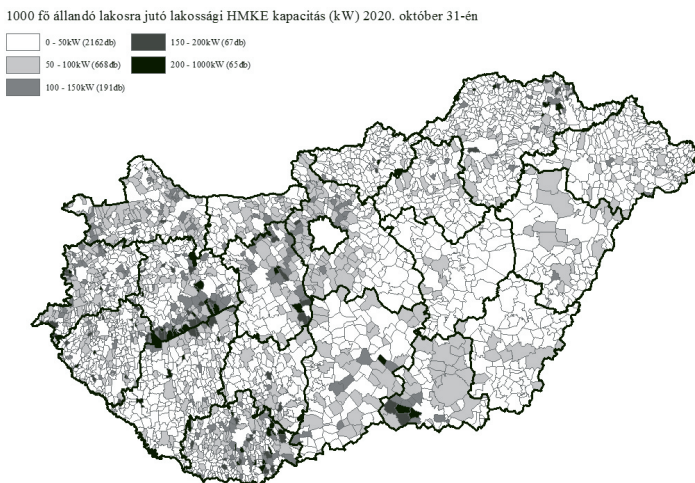 1000 fő állandó lakosra jutó lakossági HMKE kapacitás (kW) 2020. október 31-én
0 - 50kW (2162db)
150 - 200kW (67db)
50 - 100kW (668db)
200 - 1000kW (65db)
100 - 150kW (191db)